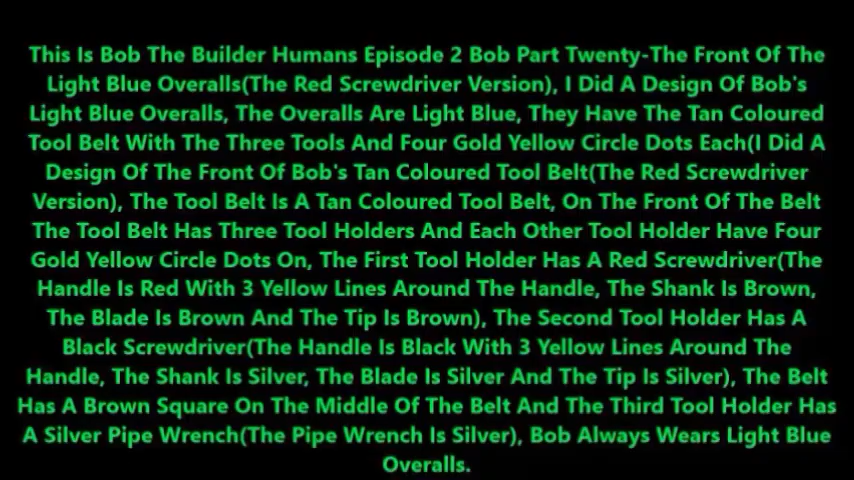 This Is Bob The Builder Humans Episode 2 Bob Part Twenty-The Front Of The
Light Blue Overalls(The Red Screwdriver Version), I Did A Design Of Bob's
Light Blue Overalls, The Overalls Are Light Blue, They Have The Tan Coloured
Tool Belt With The Three Tools And Four Gold Yellow Circle Dots Each(I Did A
Design Of The Front Of Bob's Tan Coloured Tool Belt(The Red Screwdriver
Version), The Tool Belt Is A Tan Coloured Tool Belt, On The Front Of The Belt
The Tool Belt Has Three Tool Holders And Each Other Tool Holder Have Four
Gold Yellow Circle Dots On, The First Tool Holder Has A Red Screwdriver(The
Handle Is Red With 3 Yellow Lines Around The Handle, The Shank Is Brown,
The Blade Is Brown And The Tip Is Brown), The Second Tool Holder Has A
Black Screwdriver(The Handle Is Black With 3 Yellow Lines Around The
Handle, The Shank Is Silver, The Blade Is Silver And The Tip Is Silver), The Belt
Has A Brown Square On The Middle Of The Belt And The Third Tool Holder Has
A Silver Pipe Wrench(The Pipe Wrench Is Silver), Bob Always Wears Light Blue
Overalls.